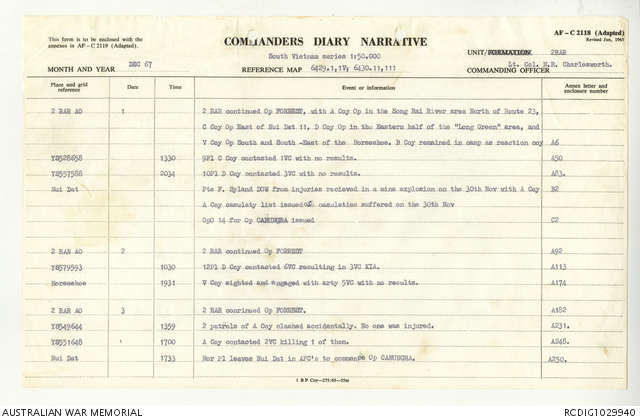 This form is to be enclosed with the
annexes in AF – C 2119 (Adapted).
COMMANDERS DIARY NARRATIVE
AF – C 2118 (Adapted)
Revised Jun, 1965
UNIT/FORMATION 2RAR
South Vietnam series 1:50,000
MONTH AND YEAR DEC 67
REFERENCE MAP 6429.1,1V; 6430.11,111
COMMANDING OFFICER Lt. Col. N.R. Charlesworth.
Place and grid reference Date Time Event or information Annex letter and enclosure number
2 RAR AO 1 2 RAR continued Op FORREST, with A Coy Op in the Song Rai River area North of Route 23,
C Coy Op East of Nui Dat 11, D Coy Op in the Eastern half of the "Long Green" area, and
V Coy Op South and South -East of the Horseshoe. B Coy remained in camp as reaction coy A6
YS528658 1330 9Pl C Coy contacted 1VC with no results. A50
YS557588 2034 10Pl D Coy contacted 3VC with no results. A83.
Nui Dat Pte F. Hyland DOW from injuries recieved in a mine explosion on the 30th Nov with A Coy B2
A Coy casualty list issued of casualties suffered on the 30th Nov
OpO 14 for Op CANUNGRA issued C2
2 RAR AO 2 2 RAR continued Op FORREST A92
YS579593 1030 12Pl D Coy contacted 6VC resulting in 3VC KIA. A113
Horseshoe 1931 V Coy sighted and engaged with arty 5VC with no results. A174
2 RAR AO 3 2 RAR continued Op FORREST. A182
YS549644 1359 2 patrols of A Coy clashed accidentally. No one was injured. A231.
YS551648 1700 A Coy contacted 2VC killing 1 of them. A248.
Nui Dat 1733 Mor Pl leaves Nui Dat in APC's to commence Op CANUNGRA. A250.
AUSTRALIAN WAR MEMORIAL
RCDIG1029940